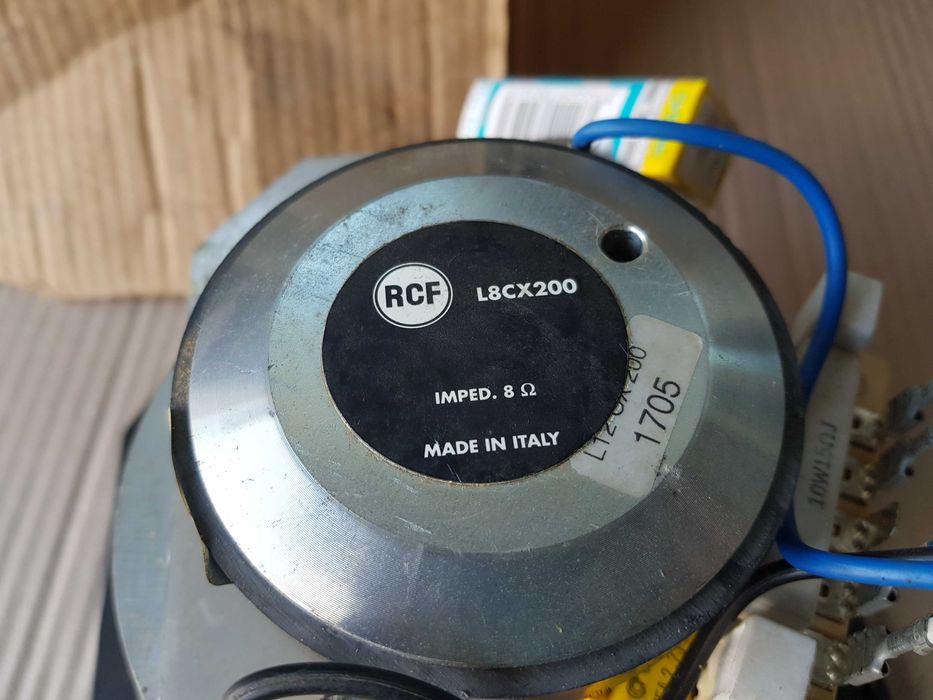 RCF
L8CX200
IMPED. 8 Ω
MADE IN ITALY
L12CX200
1705